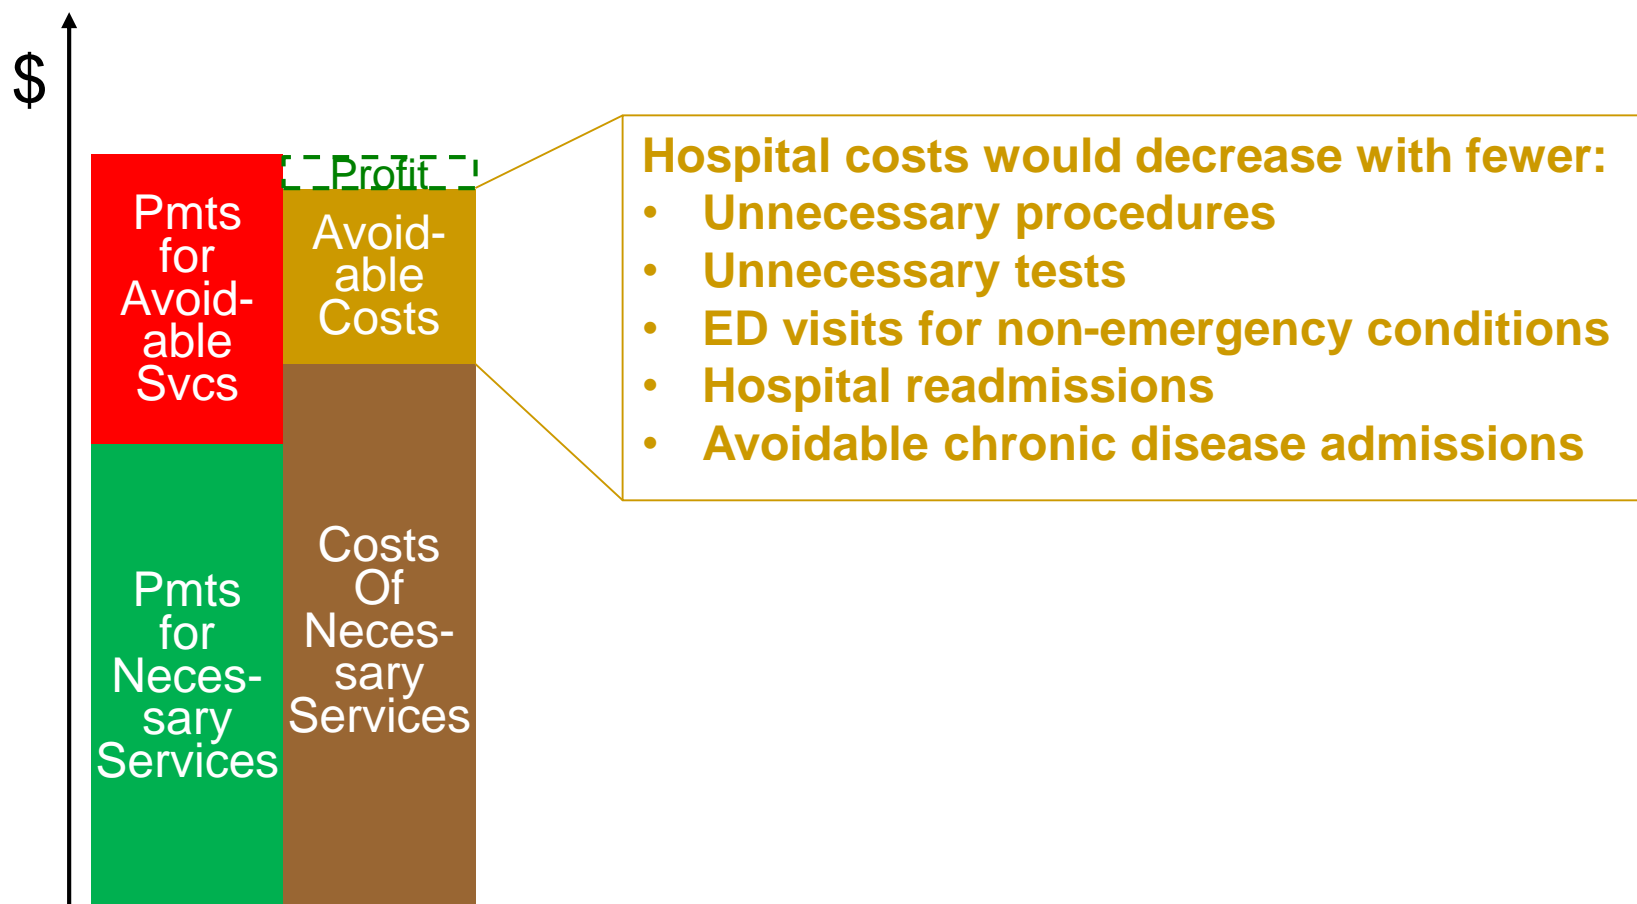 $
Pmts
for
Avoid-
able
Svcs
Pmts
for
Neces-
sary
Services
Profit
Avoid-
able
Costs
Costs
Of
Neces-
sary
Services
Hospital costs would decrease with fewer:
• Unnecessary procedures
• Unnecessary tests
• ED visits for non-emergency conditions
• Hospital readmissions
• Avoidable chronic disease admissions